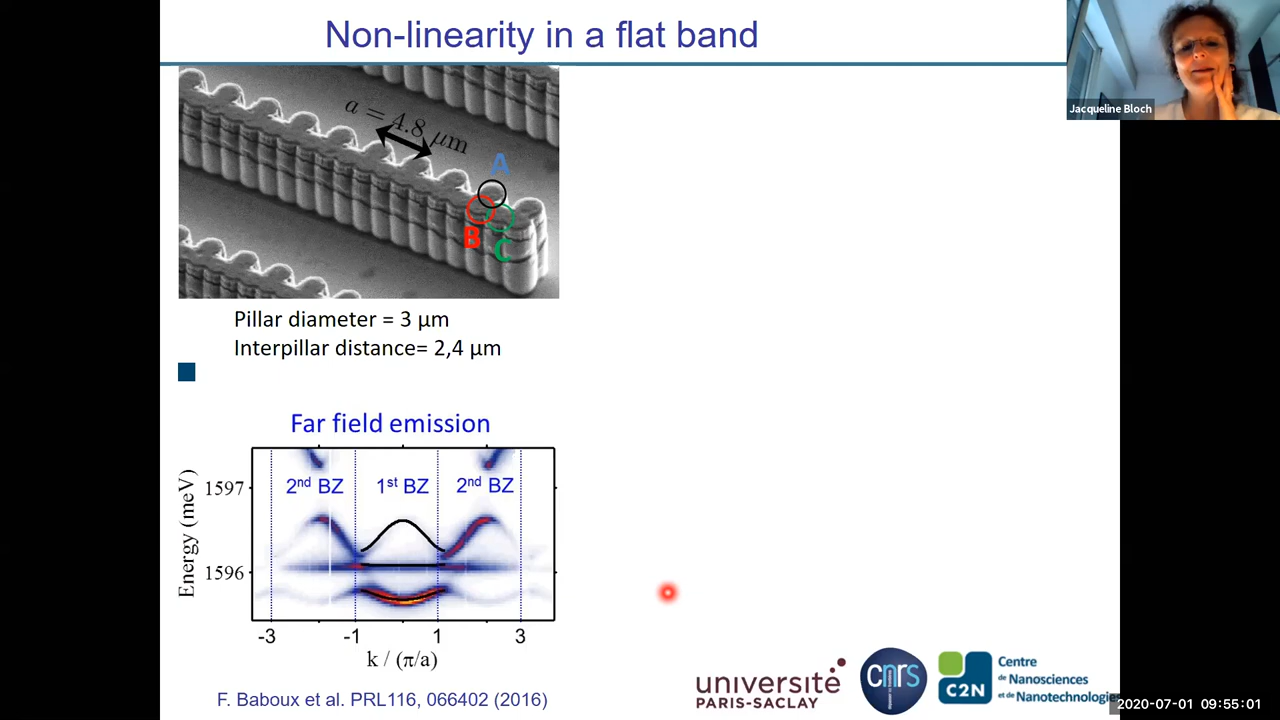 Non-linearity in a flat band
Jacqueline Bloch
a = 4.8 μm
A
B
C
Pillar diameter = 3 µm
Interpillar distance= 2,4 µm
Far field emission
2nd BZ 1st BZ 2nd BZ
Energy (meV)
1597
1596
-3 -1 1 3
k / (π/a)
F. Baboux et al. PRL116, 066402 (2016)
université
PARIS-SACLAY
cnrs
C2N
Centre
de Nanosciences
et de Nanotechnologies
2020-07-01 09:55:01